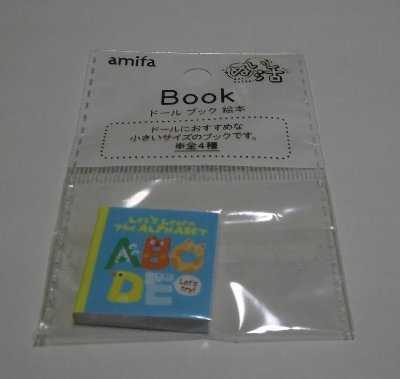 amifa
Book
ドール ブック 絵本
ドールにおすすめな
小さいサイズのブックです。
※全4種
Let's Learn
The ALPHABET
ABC
DE
Let's
try!